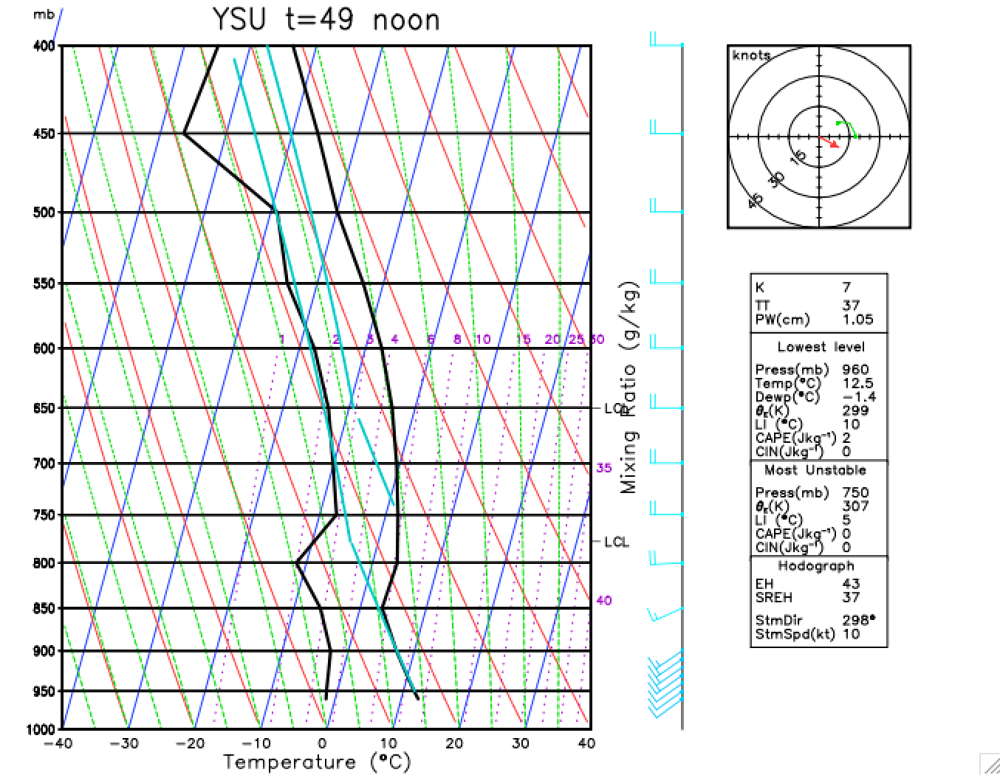 mb
YSU t=49 noon
400
450
500
550
600
650
700
750
800
850
900
950
1000
1 2 3 4 6 8 10 15 20 25 30
35
40
LCL
LCL
Mixing Ratio (g/kg)
-40 -30 -20 -10 0 10 20 30 40
Temperature (°C)
knots
15
30
45
K 7
TT 37
PW(cm) 1.05
Lowest level
Press(mb) 960
Temp(°C) 12.5
Dewp(°C) -1.4
θE(K) 299
LI (°C) 10
CAPE(Jkg⁻¹) 2
CIN(Jkg⁻¹) 0
Most Unstable
Press(mb) 750
θE(K) 307
LI (°C) 5
CAPE(Jkg⁻¹) 0
CIN(Jkg⁻¹) 0
Hodograph
EH 43
SREH 37
StmDir 298°
StmSpd(kt) 10